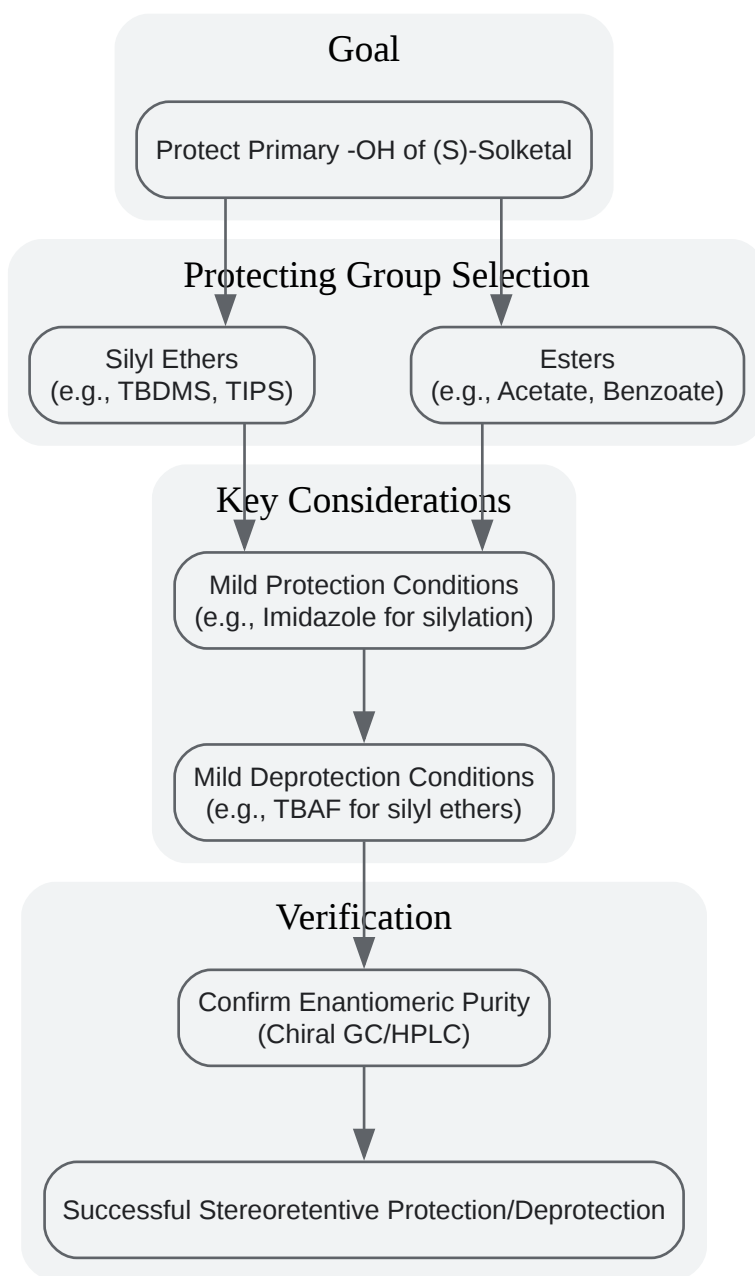 Goal
Protect Primary -OH of (S)-Solketal
Protecting Group Selection
Silyl Ethers
(e.g., TBDMS, TIPS)
Esters
(e.g., Acetate, Benzoate)
Key Considerations
Mild Protection Conditions
(e.g., Imidazole for silylation)
Mild Deprotection Conditions
(e.g., TBAF for silyl ethers)
Verification
Confirm Enantiomeric Purity
(Chiral GC/HPLC)
Successful Stereoretentive Protection/Deprotection